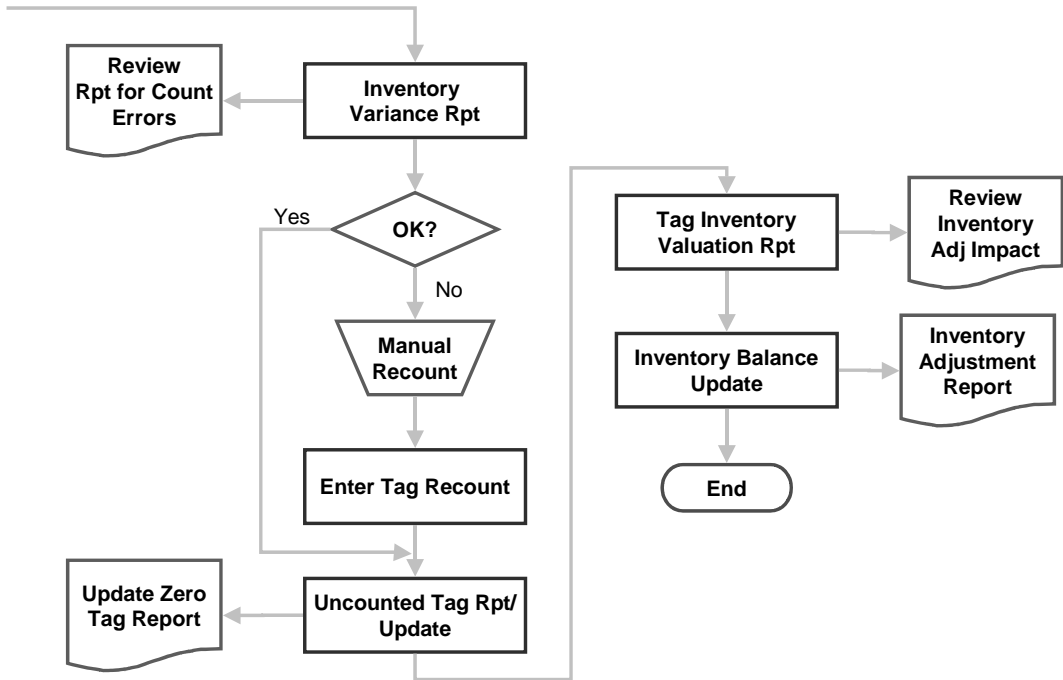 Review
Rpt for Count
Errors
Inventory
Variance Rpt
Yes
OK?
No
Manual
Recount
Enter Tag Recount
Update Zero
Tag Report
Uncounted Tag Rpt/
Update
Tag Inventory
Valuation Rpt
Review
Inventory
Adj Impact
Inventory Balance
Update
Inventory
Adjustment
Report
End